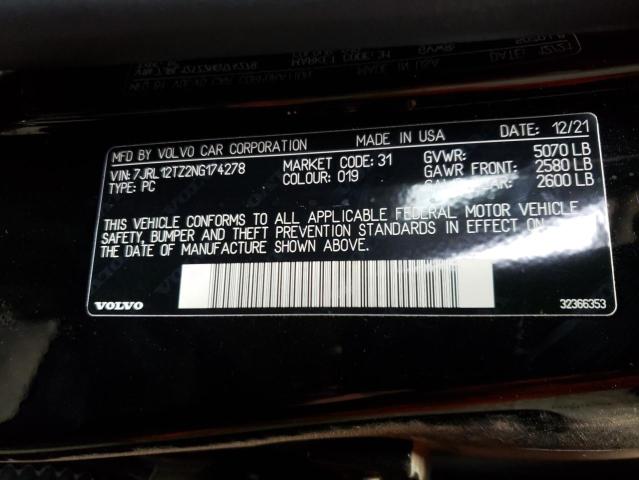 MFD BY VOLVO CAR CORPORATION MADE IN USA DATE: 12/21
VIN: 7JRL12TZ2NG174278 MARKET CODE: 31 GVWR: 5070 LB
TYPE: PC COLOUR: 019 GAWR FRONT: 2580 LB
2600 LB
THIS VEHICLE CONFORMS TO ALL APPLICABLE FEDERAL MOTOR VEHICLE
SAFETY, BUMPER AND THEFT PREVENTION STANDARDS IN EFFECT ON
THE DATE OF MANUFACTURE SHOWN ABOVE.
VOLVO 32366353